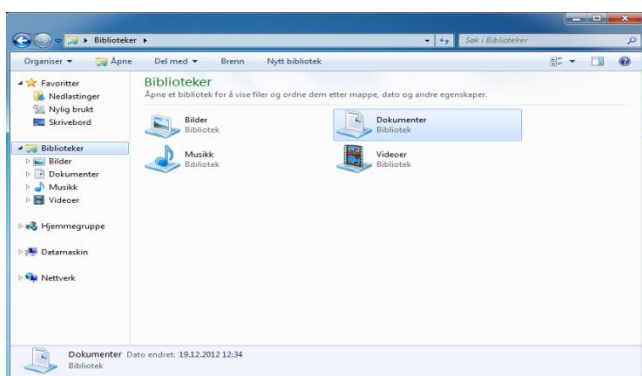 Biblioteker
Søk i Biblioteker
Organiser
Åpne
Del med
Brenn
Nytt bibliotek
Favoritter
Nedlastinger
Nylig brukt
Skrivebord
Biblioteker
Bilder
Dokumenter
Musikk
Videoer
Hjemmegruppe
Datamaskin
Nettverk
Biblioteker
Åpne et bibliotek for å vise filer og ordne dem etter mappe, dato og andre egenskaper.
Bilder
Bibliotek
Dokumenter
Bibliotek
Musikk
Bibliotek
Videoer
Bibliotek
Dokumenter Dato endret: 19.12.2012 12:34
Bibliotek